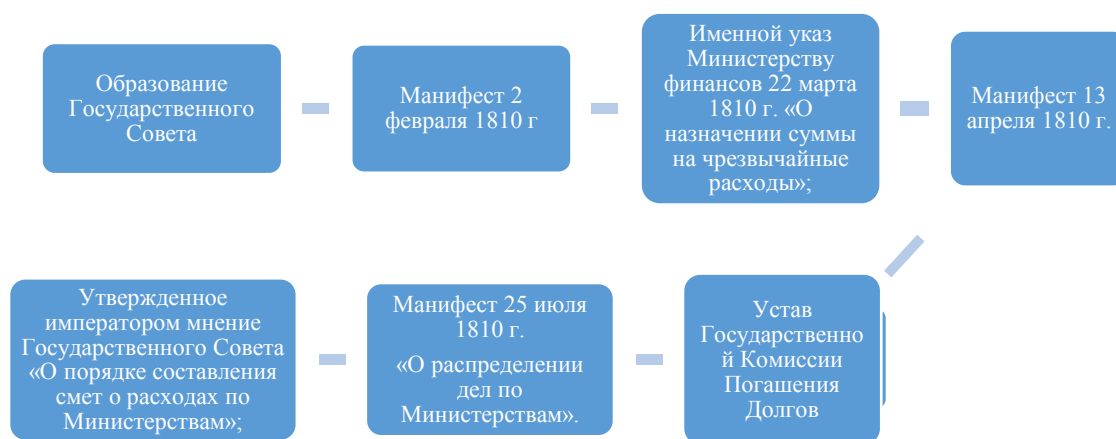 Образование
Государственного
Совета
Манифест 2
февраля 1810 г
Именной указ
Министерству
финансов 22 марта
1810 г. «О
назначении суммы
на чрезвычайные
расходы»;
Манифест 13
апреля 1810 г.
Утвержденное
императором мнение
Государственного Совета
«О порядке составления
смет о расходах по
Министерствам»;
Манифест 25 июля
1810 г.
«О распределении
дел по
Министерствам».
Устав
Государственно
й Комиссии
Погашения
Долгов